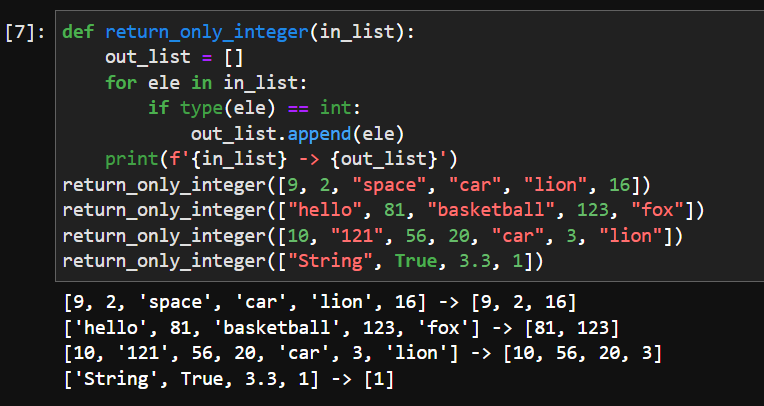 [7]: def return_only_integer(in_list):
    out_list = []
    for ele in in_list:
        if type(ele) == int:
            out_list.append(ele)
    print(f'{in_list} -> {out_list}')
return_only_integer([9, 2, "space", "car", "lion", 16])
return_only_integer(["hello", 81, "basketball", 123, "fox"])
return_only_integer([10, "121", 56, 20, "car", 3, "lion"])
return_only_integer(["String", True, 3.3, 1])
[9, 2, 'space', 'car', 'lion', 16] -> [9, 2, 16]
['hello', 81, 'basketball', 123, 'fox'] -> [81, 123]
[10, '121', 56, 20, 'car', 3, 'lion'] -> [10, 56, 20, 3]
['String', True, 3.3, 1] -> [1]